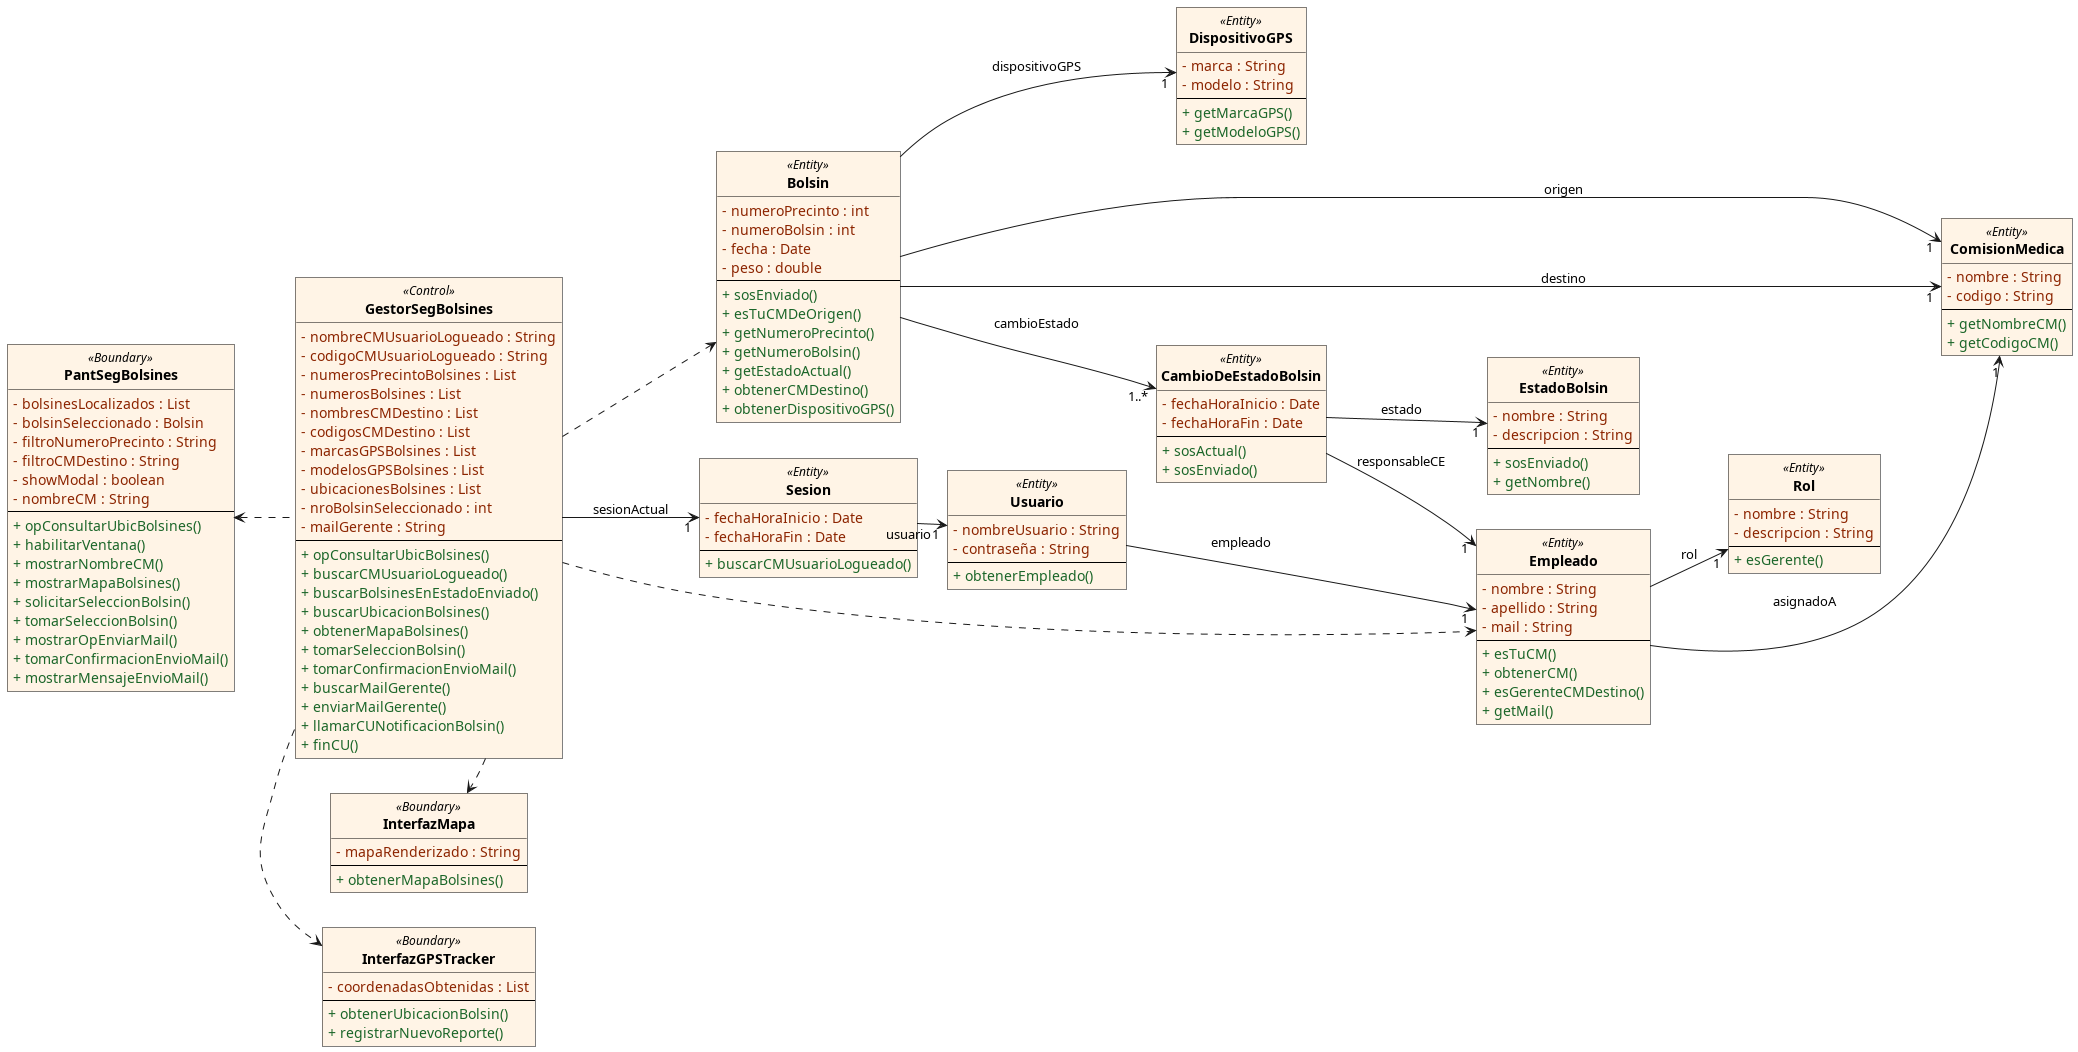 «Entity»
DispositivoGPS
- marca : String
- modelo : String
+ getMarcaGPS()
+ getModeloGPS()
dispositivoGPS
1
«Entity»
Bolsin
- numeroPrecinto : int
- numeroBolsin : int
- fecha : Date
- peso : double
+ sosEnviado()
+ esTuCMDeOrigen()
+ getNumeroPrecinto()
+ getNumeroBolsin()
+ getEstadoActual()
+ obtenerCMDestino()
+ obtenerDispositivoGPS()
origen
1
destino
1
«Entity»
ComisionMedica
- nombre : String
- codigo : String
+ getNombreCM()
+ getCodigoCM()
1
cambioEstado
1..*
«Control»
GestorSegBolsines
- nombreCMUsuarioLogueado : String
- codigoCMUsuarioLogueado : String
- numerosPrecintoBolsines : List
- numerosBolsines : List
- nombresCMDestino : List
- codigosCMDestino : List
- marcasGPSBolsines : List
- modelosGPSBolsines : List
- ubicacionesBolsines : List
- nroBolsinSeleccionado : int
- mailGerente : String
+ opConsultarUbicBolsines()
+ buscarCMUsuarioLogueado()
+ buscarBolsinesEnEstadoEnviado()
+ buscarUbicacionBolsines()
+ obtenerMapaBolsines()
+ tomarSeleccionBolsin()
+ tomarConfirmacionEnvioMail()
+ buscarMailGerente()
+ enviarMailGerente()
+ llamarCUNotificacionBolsin()
+ finCU()
«Boundary»
PantSegBolsines
- bolsinesLocalizados : List
- bolsinSeleccionado : Bolsin
- filtroNumeroPrecinto : String
- filtroCMDestino : String
- showModal : boolean
- nombreCM : String
+ opConsultarUbicBolsines()
+ habilitarVentana()
+ mostrarNombreCM()
+ mostrarMapaBolsines()
+ solicitarSeleccionBolsin()
+ tomarSeleccionBolsin()
+ mostrarOpEnviarMail()
+ tomarConfirmacionEnvioMail()
+ mostrarMensajeEnvioMail()
«Entity»
CambioDeEstadoBolsin
- fechaHoraInicio : Date
- fechaHoraFin : Date
+ sosActual()
+ sosEnviado()
estado
1
«Entity»
EstadoBolsin
- nombre : String
- descripcion : String
+ sosEnviado()
+ getNombre()
responsableCE
1
sesionActual
1
«Entity»
Sesion
- fechaHoraInicio : Date
- fechaHoraFin : Date
+ buscarCMUsuarioLogueado()
usuario
1
«Entity»
Usuario
- nombreUsuario : String
- contraseña : String
+ obtenerEmpleado()
empleado
1
«Entity»
Empleado
- nombre : String
- apellido : String
- mail : String
+ esTuCM()
+ obtenerCM()
+ esGerenteCMDestino()
+ getMail()
rol
1
«Entity»
Rol
- nombre : String
- descripcion : String
+ esGerente()
asignadoA
«Boundary»
InterfazMapa
- mapaRenderizado : String
+ obtenerMapaBolsines()
«Boundary»
InterfazGPSTracker
- coordenadasObtenidas : List
+ obtenerUbicacionBolsin()
+ registrarNuevoReporte()